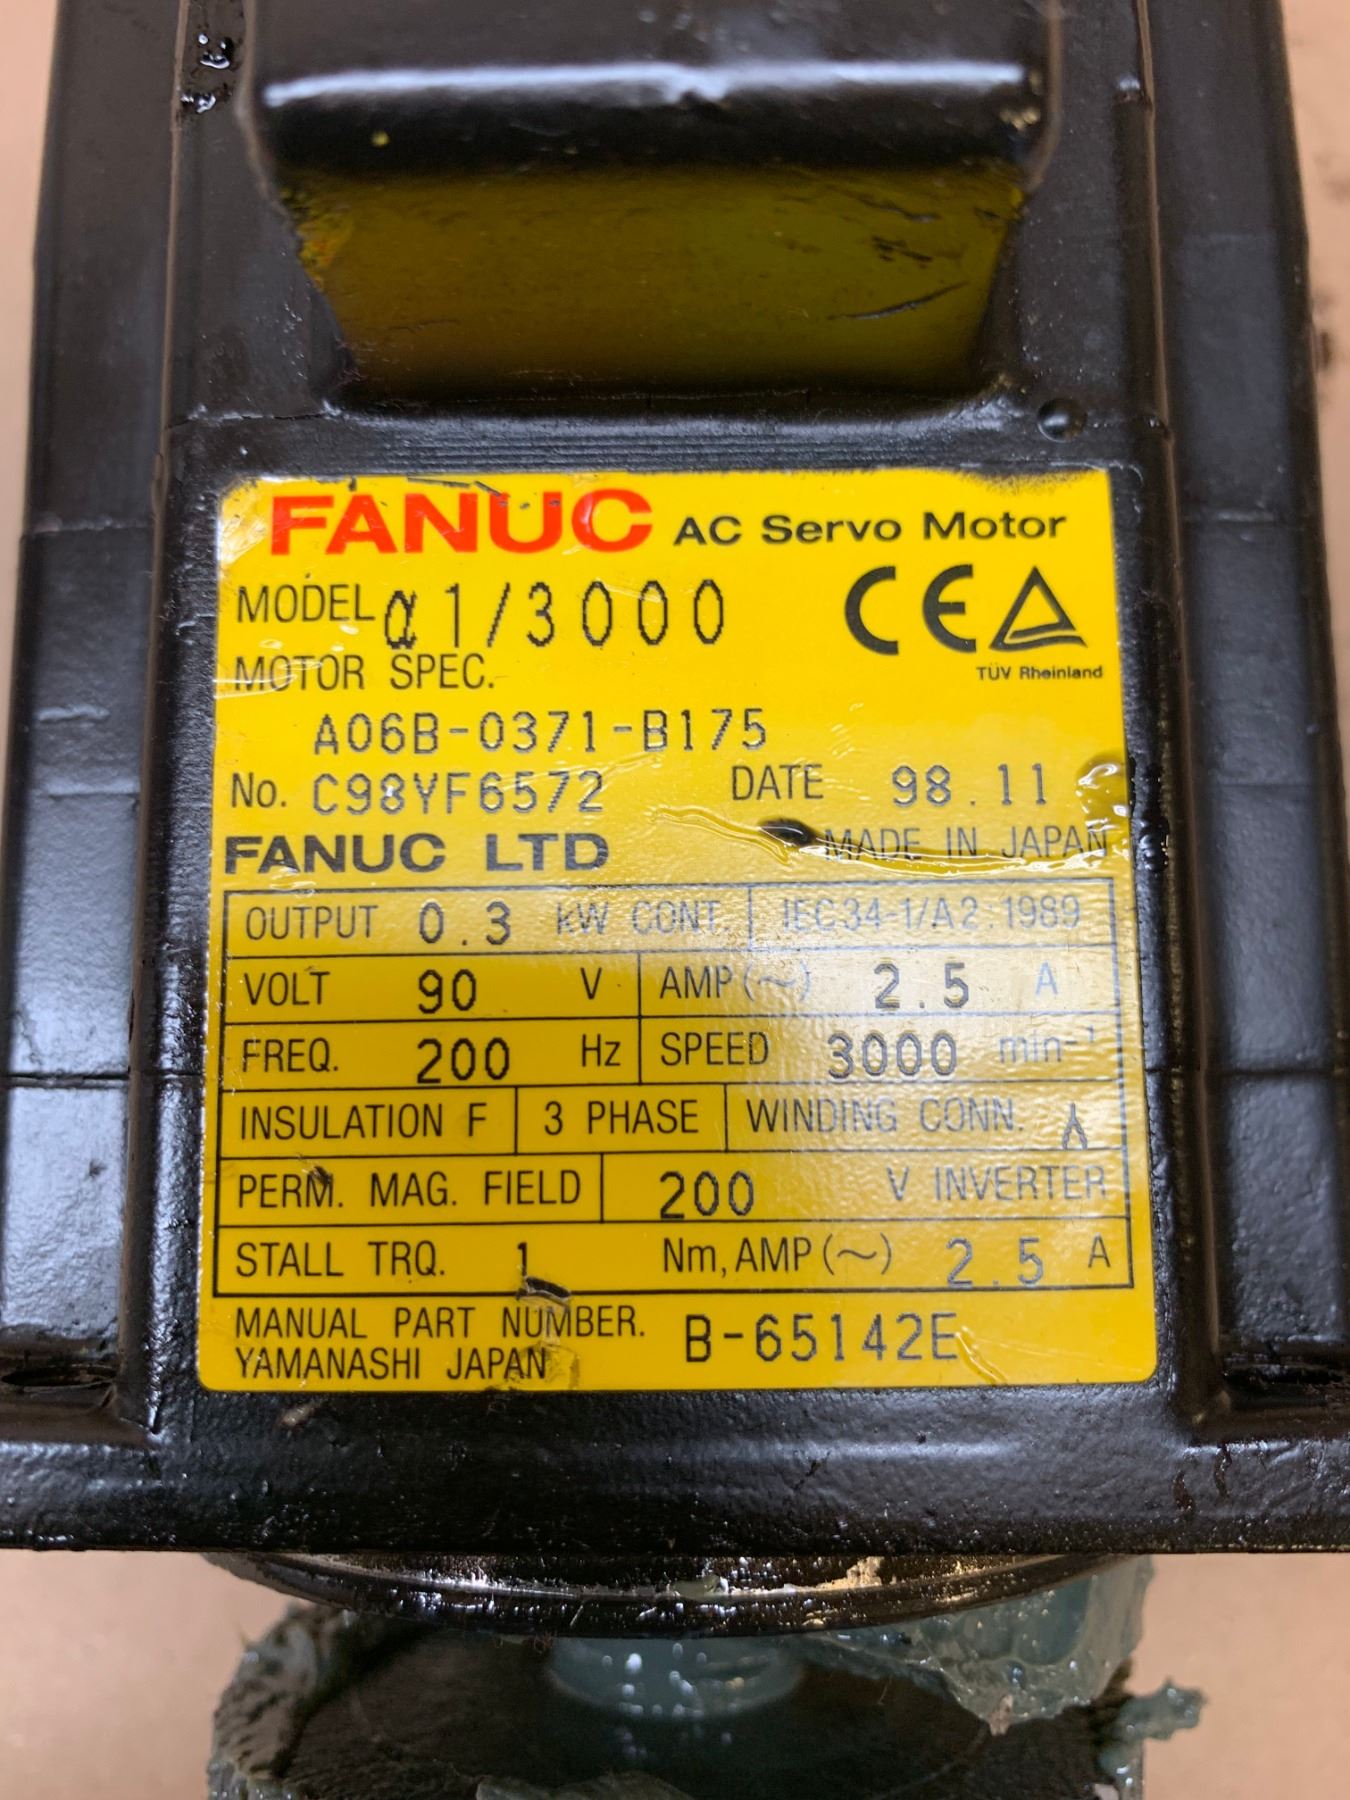 FANUC AC Servo Motor
MODEL α1/3000
CE
TÜV Rheinland
MOTOR SPEC.
A06B-0371-B175
No. C98YF6572 DATE 98.11
FANUC LTD MADE IN JAPAN
OUTPUT 0.3 kW CONT. IEC34-1/A2:1989
VOLT 90 V AMP(~) 2.5 A
FREQ. 200 Hz SPEED 3000 min⁻¹
INSULATION F 3 PHASE WINDING CONN. ⅄
PERM. MAG. FIELD 200 V INVERTER
STALL TRQ. 1 Nm, AMP(~) 2.5 A
MANUAL PART NUMBER. B-65142E
YAMANASHI JAPAN